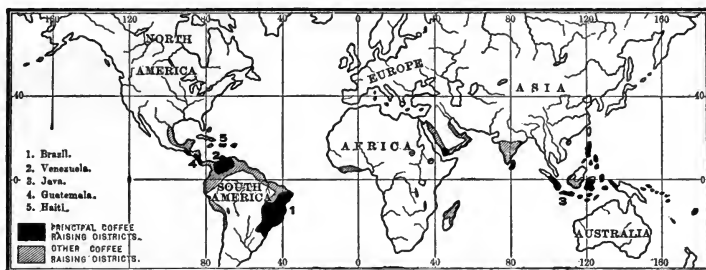 160 120 80 40 0 40 80 120 160
NORTH
AMERICA
EUROPE
ASIA
40 40
AFRICA
5
4
2
1. Brazil.
2. Venezuela.
3. Java.
4. Guatemala.
5. Haiti.
0 0
SOUTH
AMERICA
1
3
AUSTRALIA
PRINCIPAL COFFEE
RAISING DISTRICTS.
OTHER COFFEE
RAISING DISTRICTS.
80 40 0 40 80 120 160